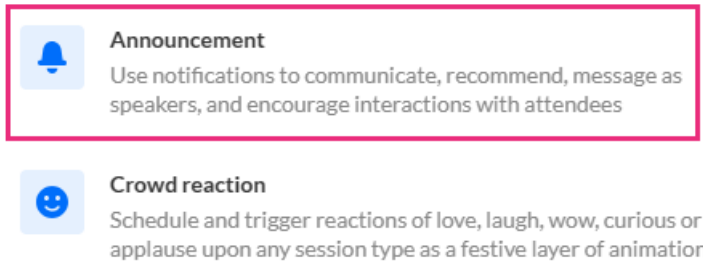 Announcement
Use notifications to communicate, recommend, message as
speakers, and encourage interactions with attendees
Crowd reaction
Schedule and trigger reactions of love, laugh, wow, curious or
applause upon any session type as a festive layer of